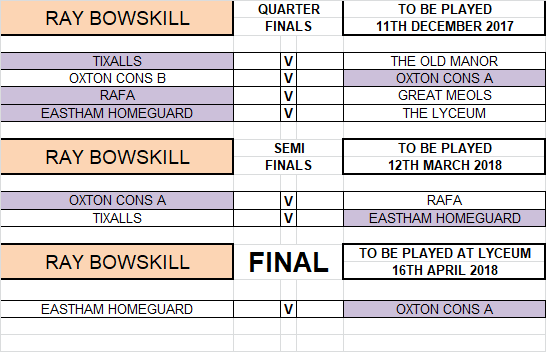 RAY BOWSKILL QUARTER FINALS TO BE PLAYED 11TH DECEMBER 2017
TIXALLS V THE OLD MANOR
OXTON CONS B V OXTON CONS A
RAFA V GREAT MEOLS
EASTHAM HOMEGUARD V THE LYCEUM
RAY BOWSKILL SEMI FINALS TO BE PLAYED 12TH MARCH 2018
OXTON CONS A V RAFA
TIXALLS V EASTHAM HOMEGUARD
RAY BOWSKILL FINAL TO BE PLAYED AT LYCEUM 16TH APRIL 2018
EASTHAM HOMEGUARD V OXTON CONS A